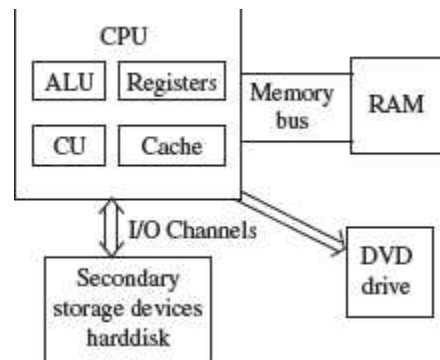 CPU
ALU
Registers
CU
Cache
Memory
bus
RAM
I/O Channels
Secondary
storage devices
harddisk
DVD
drive